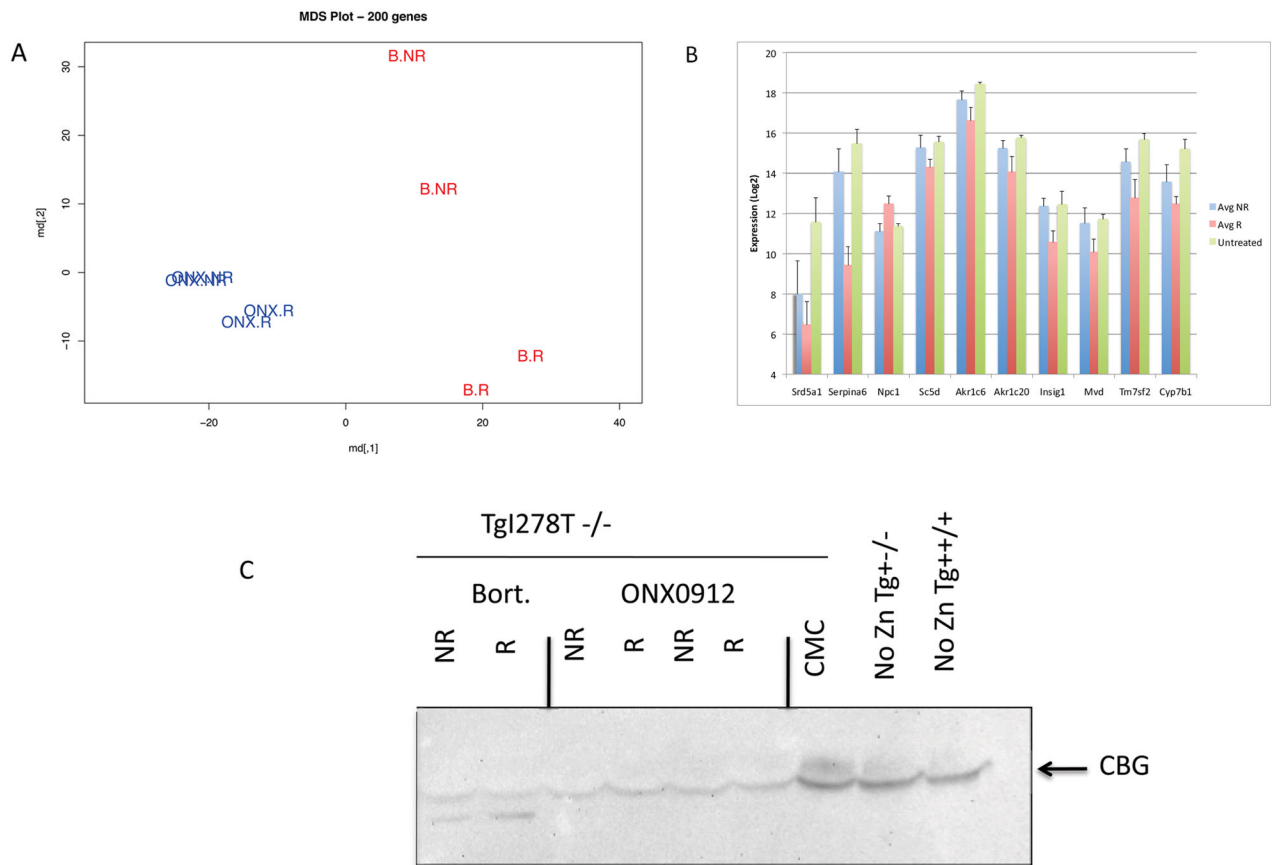 MDS Plot – 200 genes
A
B.NR
B.NR
ONX.NR
ONX.NR
ONX.R
ONX.R
B.R
B.R
30
20
10
0
−10
md[,2]
−20
0
20
40
md[,1]
B
20
18
16
14
12
10
8
6
4
Expression (Log2)
Srd5a1 Serpina6 Npc1 Sc5d Akr1c6 Akr1c20 Insig1 Mvd Tm7sf2 Cyp7b1
Avg NR
Avg R
Untreated
C
TgI278T -/-
Bort. ONX0912
NR R NR R NR R CMC No Zn Tg+-/- No Zn Tg++/+
CBG